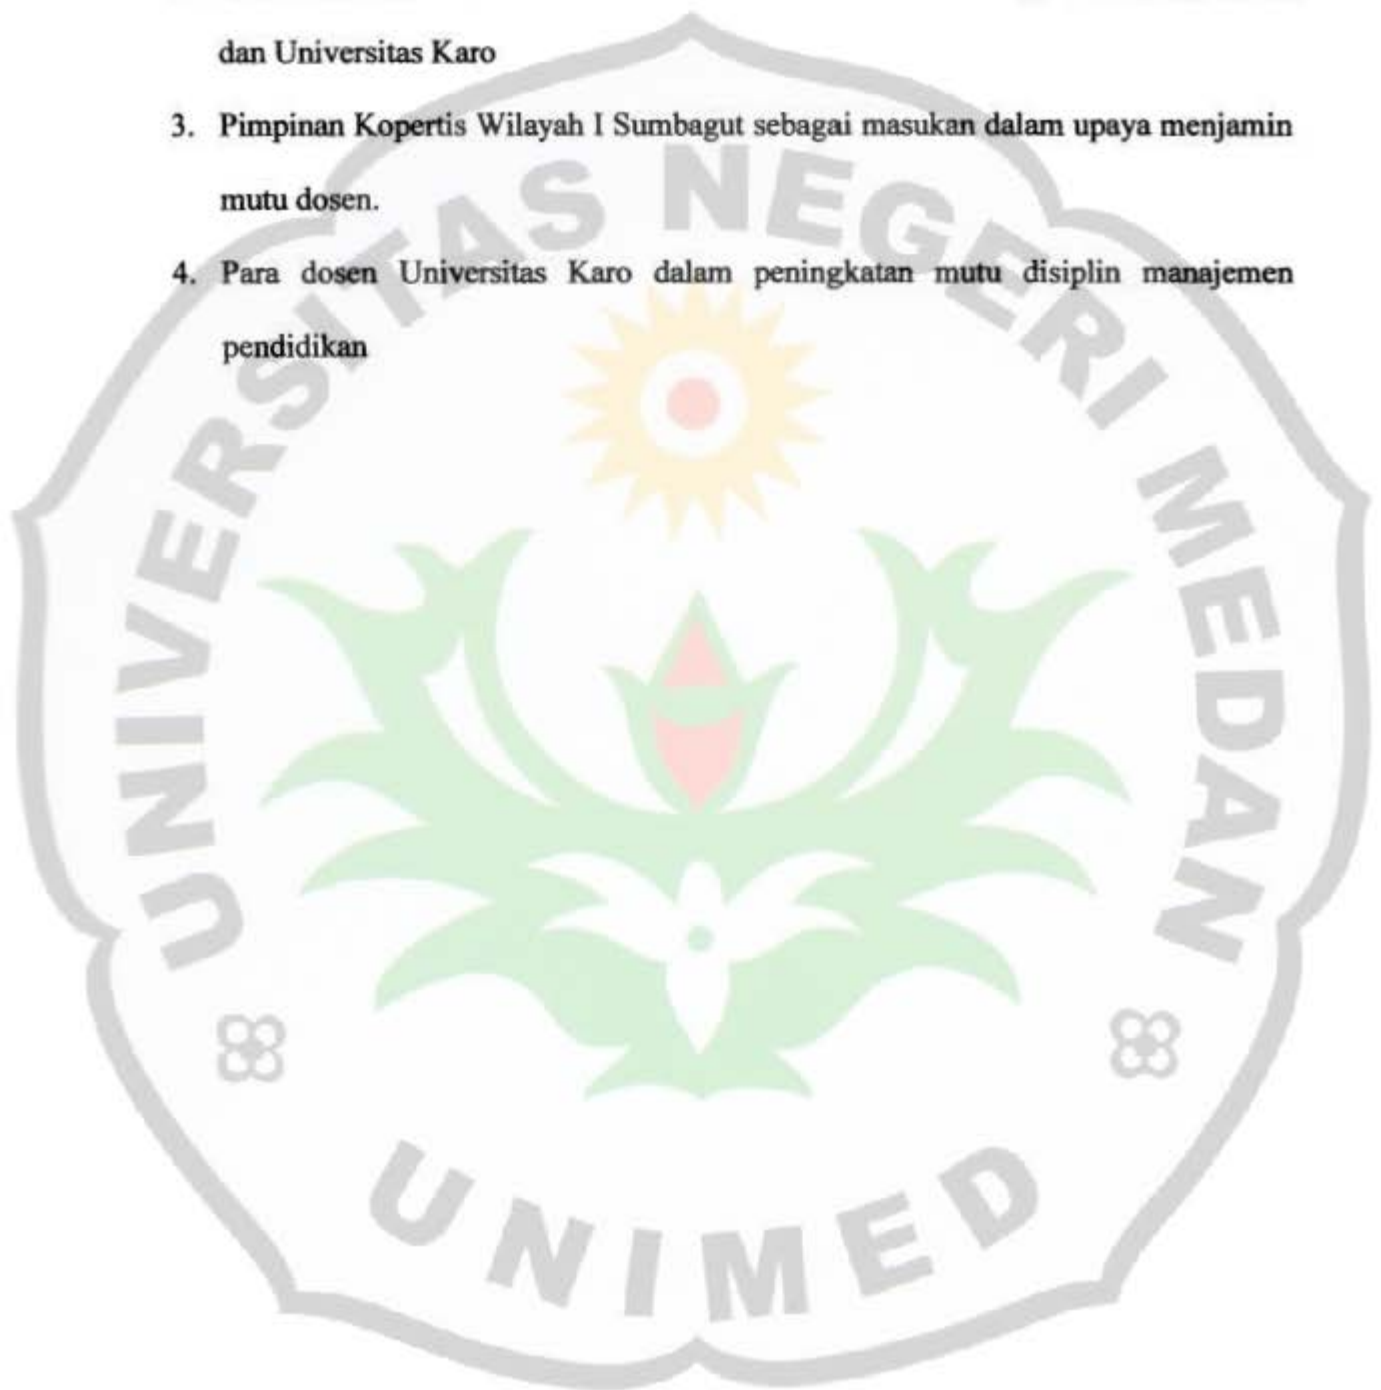 dan Universitas Karo
3. Pimpinan Kopertis Wilayah I Sumbagut sebagai masukan dalam upaya menjamin
mutu dosen.
4. Para dosen Universitas Karo dalam peningkatan mutu disiplin manajemen
pendidikan
UNIVERSITAS NEGERI MEDAN
UNIMED